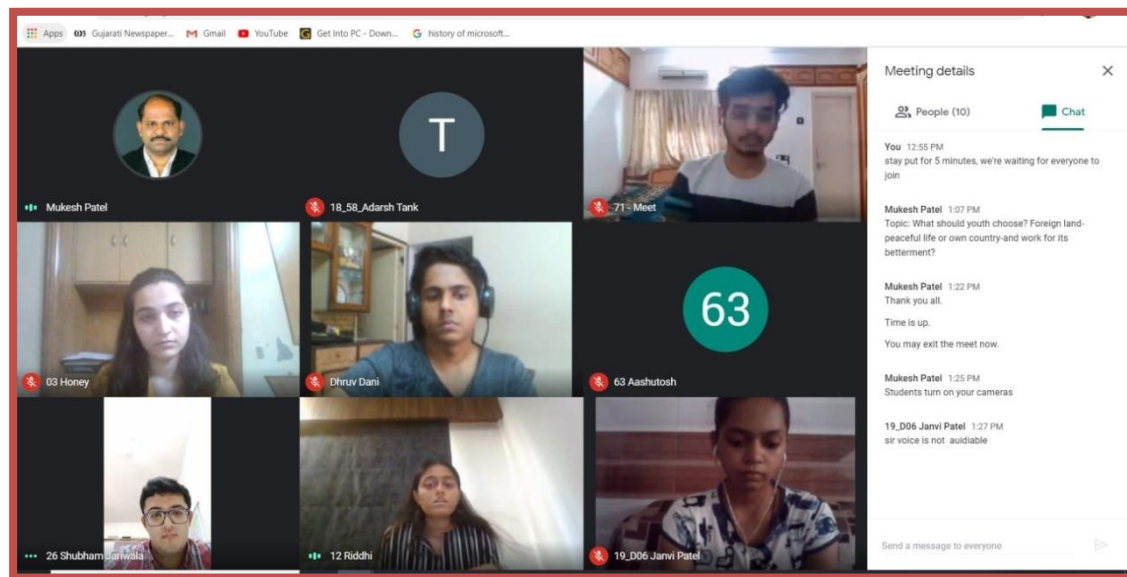 Apps
Gujarati Newspaper...
Gmail
YouTube
Get Into PC - Down...
history of microsoft...
T
Mukesh Patel
18_58_Adarsh Tank
71 - Meet
63
03 Honey
Dhruv Dani
63 Aashutosh
26 Shubham Jariwala
12 Riddhi
19_D06 Janvi Patel
Meeting details
People (10)
Chat
You 12:55 PM
stay put for 5 minutes, we're waiting for everyone to
join
Mukesh Patel 1:07 PM
Topic: What should youth choose? Foreign land-
peaceful life or own country-and work for its
betterment?
Mukesh Patel 1:22 PM
Thank you all.
Time is up.
You may exit the meet now.
Mukesh Patel 1:25 PM
Students turn on your cameras
19_D06 Janvi Patel 1:27 PM
sir voice is not auidiable
Send a message to everyone